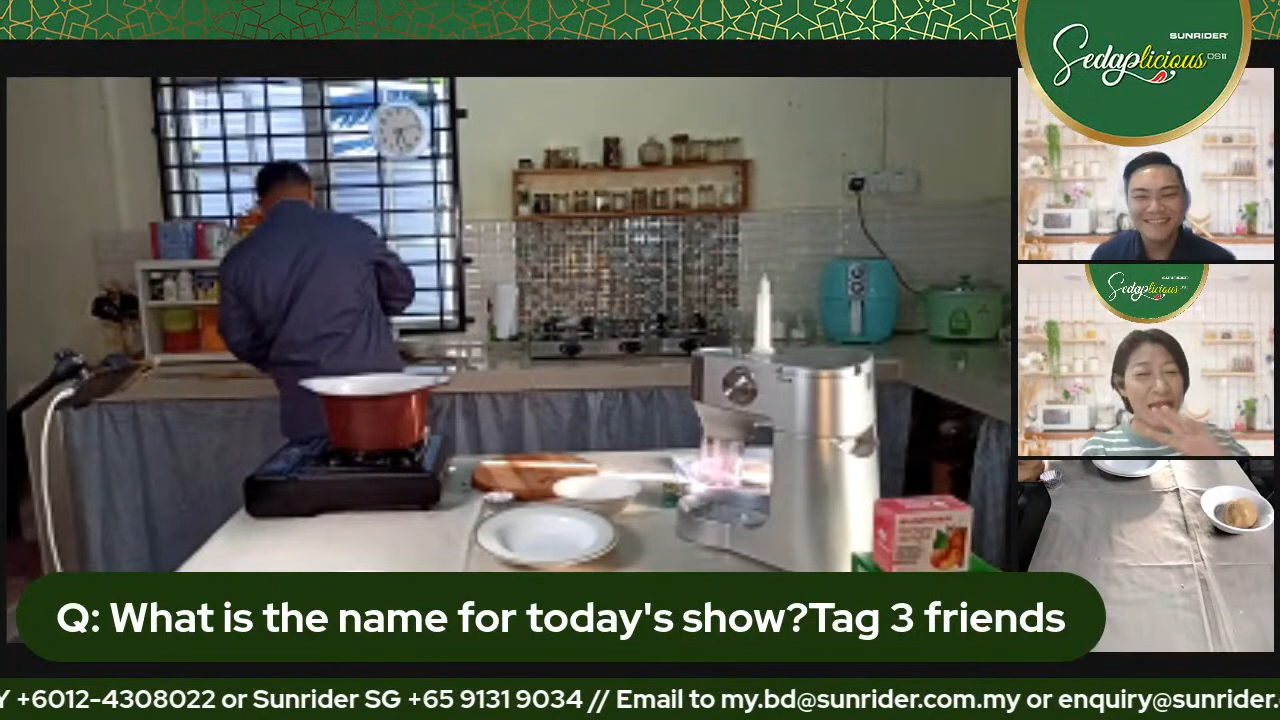 SUNRIDER
Sedaplicious
Sedaplicious
Q: What is the name for today's show?Tag 3 friends
Y +6012-4308022 or Sunrider SG +65 9131 9034 // Email to my.bd@sunrider.com.my or enquiry@sunrider.